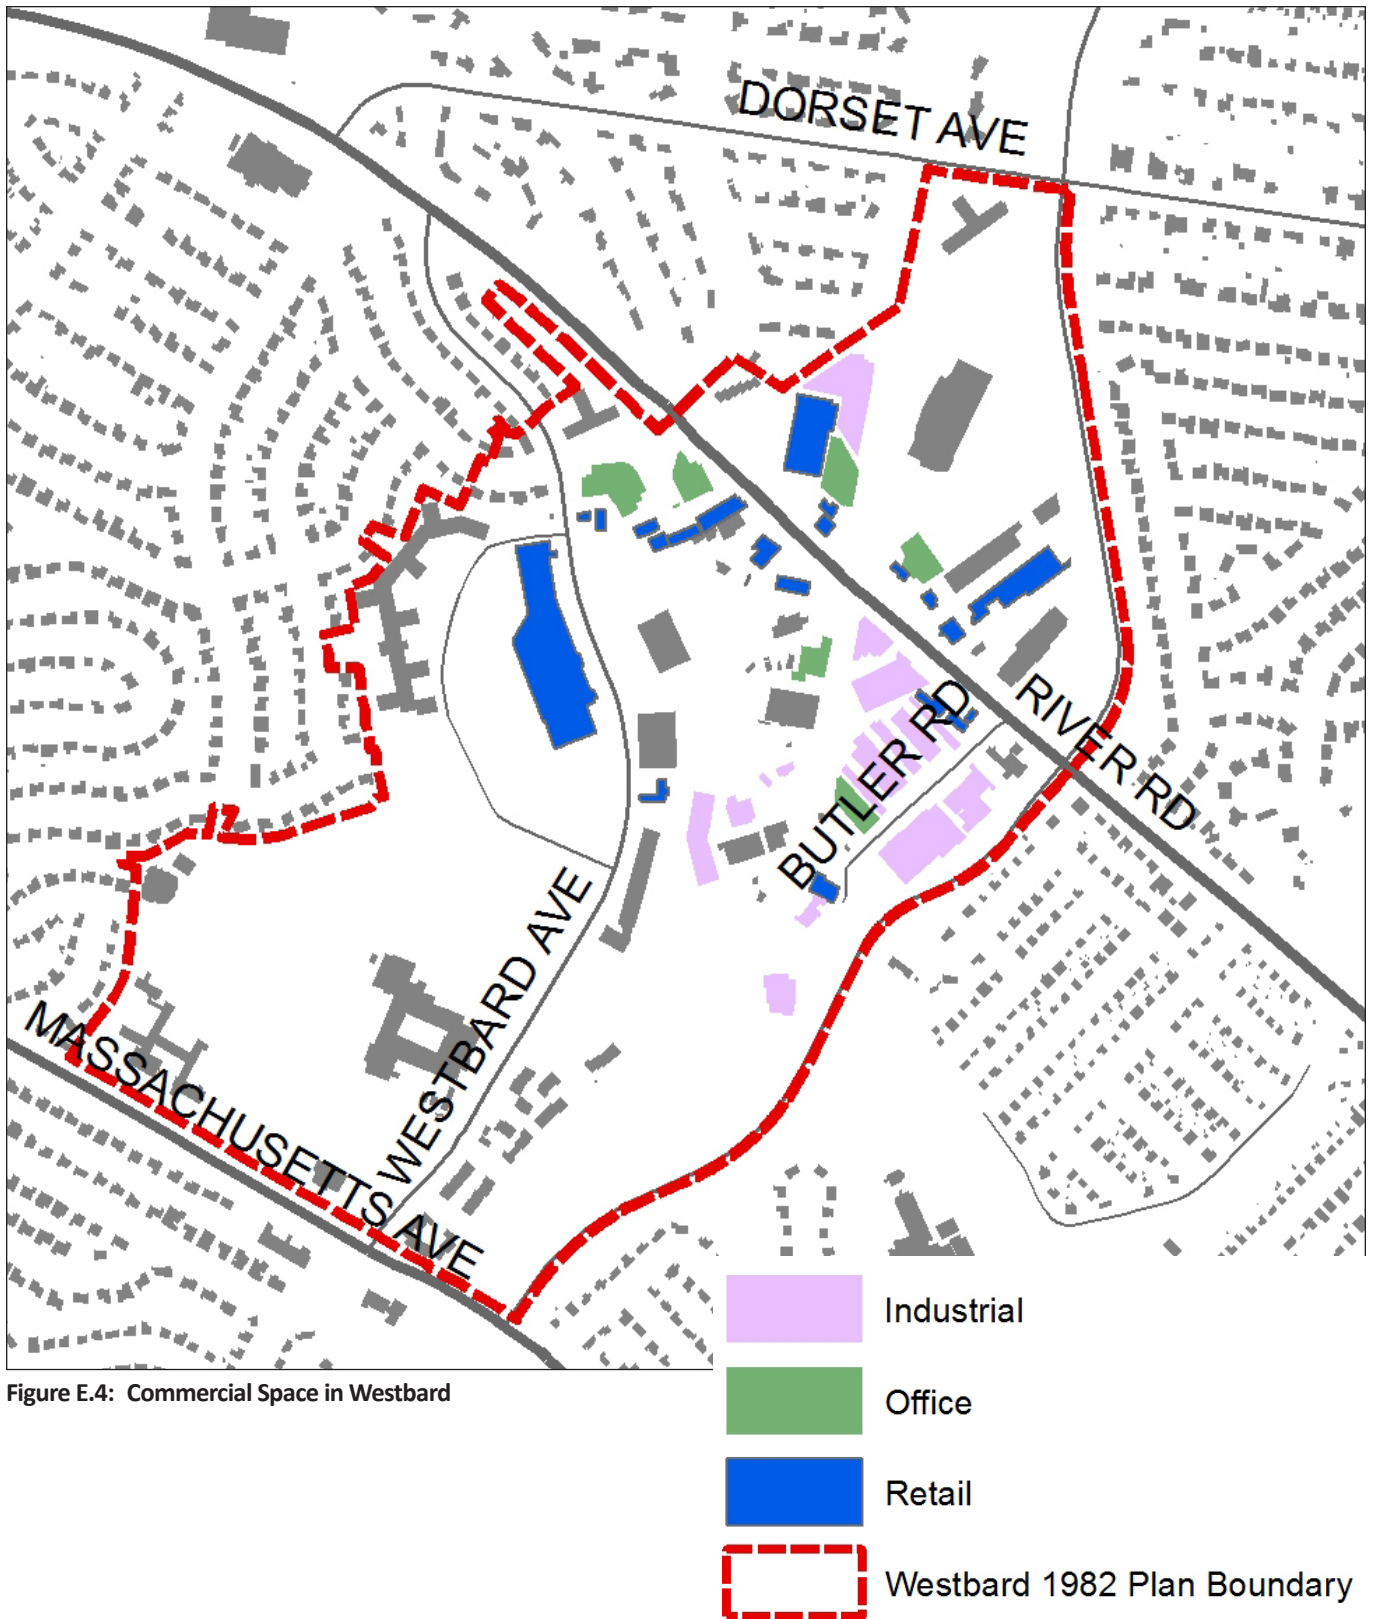 DORSET AVE
RIVER RD
BUTLER RD
WESTBARD AVE
MASSACHUSETTS AVE
Industrial
Figure E.4: Commercial Space in Westbard
Office
Retail
Westbard 1982 Plan Boundary